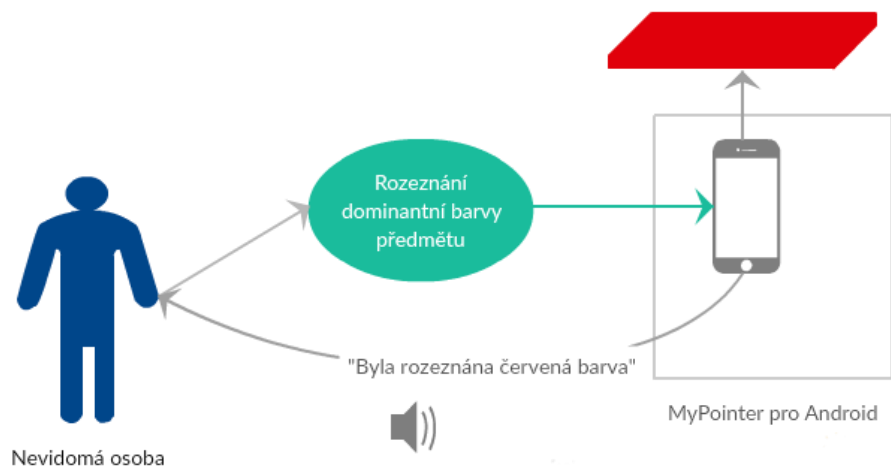 Rozeznání
dominantní barvy
předmětu
"Byla rozeznána červená barva"
MyPointer pro Android
Nevidomá osoba